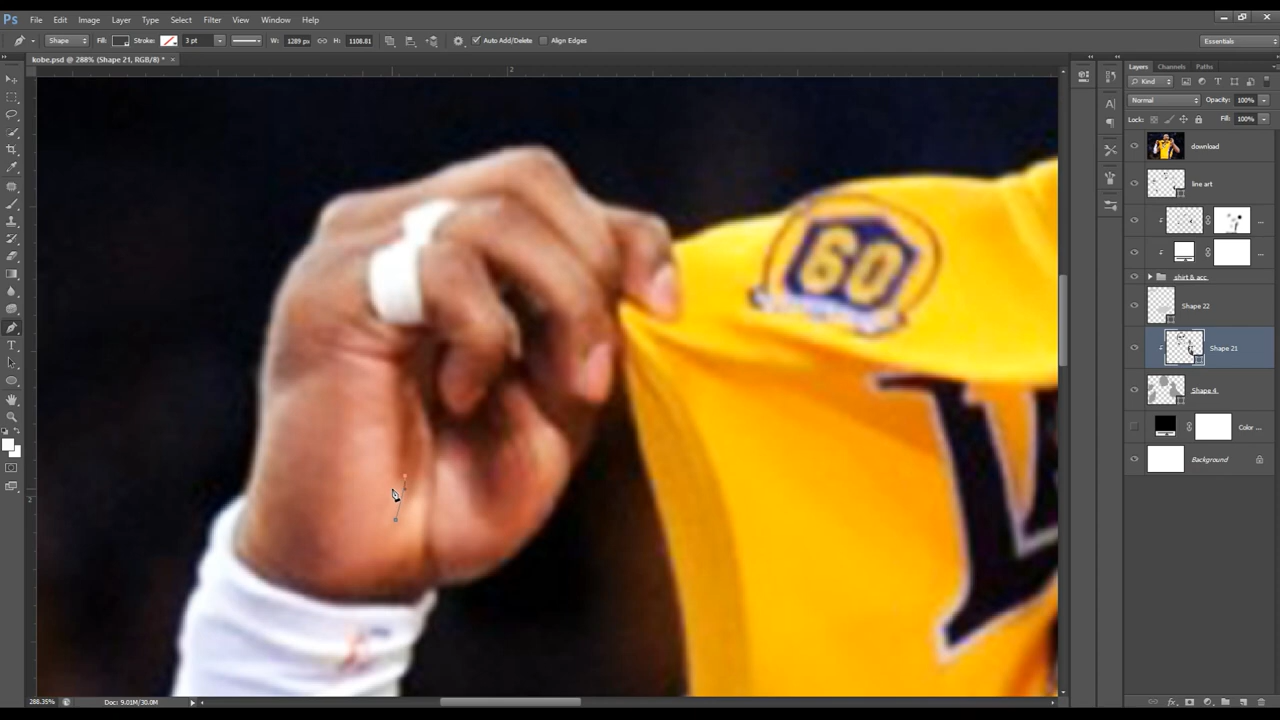 Ps File Edit Image Layer Type Select Filter View Window Help
Shape Fill: Stroke: 3 pt W: 1289 px H: 1108.81 Auto Add/Delete Align Edges Essentials
kobe.psd @ 288% (Shape 21, RGB/8) * ×
2
Layers Channels Paths
Kind
Normal Opacity: 100%
Lock: Fill: 100%
download
line art
...
...
shirt & acc
Shape 22
Shape 21
Shape 4
Color ...
Background
60
L
2
288.35% Doc: 9.01M/30.0M